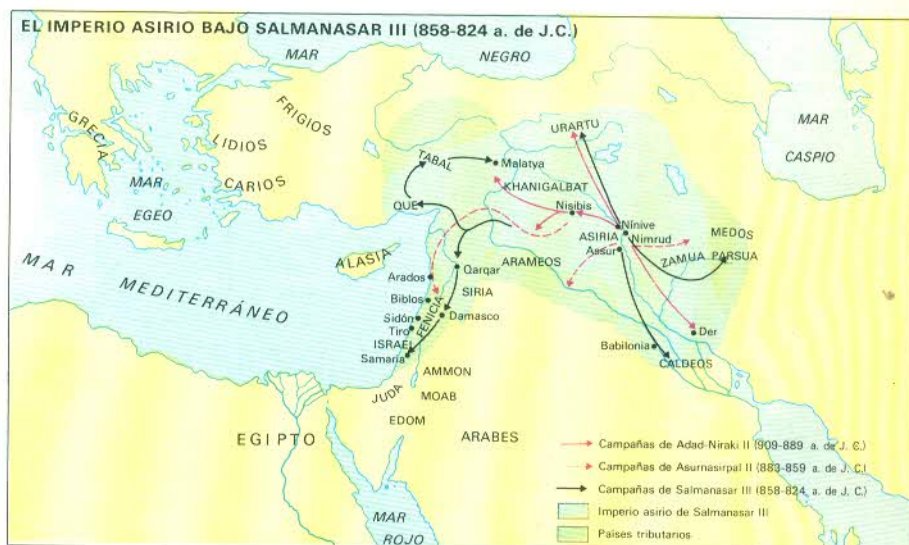 EL IMPERIO ASIRIO BAJO SALMANASAR III (858-824 a. de J.C.)
MAR NEGRO
MAR CASPIO
GRECIA
FRIGIOS
LIDIOS
CARIOS
MAR EGEO
TABAL
Malatya
URARTU
KHANIGALBAT
QUE
Nisibis
Nínive
Nimrud
ASIRIA
Assur
MEDOS
ZAMUA
PARSUA
ALASIA
ARAMEOS
MAR MEDITERRÁNEO
Arados
Qarqar
Biblos
SIRIA
FENICIA
Sidón
Damasco
Tiro
ISRAEL
Samaria
Der
Babilonia
CALDEOS
AMMON
JUDA
MOAB
EDOM
EGIPTO
ARABES
MAR ROJO
Campañas de Adad-Niraki II (909-889 a. de J. C.)
Campañas de Asurnasirpal II (883-859 a. de J. C.)
Campañas de Salmanasar III (858-824 a. de J. C.)
Imperio asirio de Salmanasar III
Paises tributarios